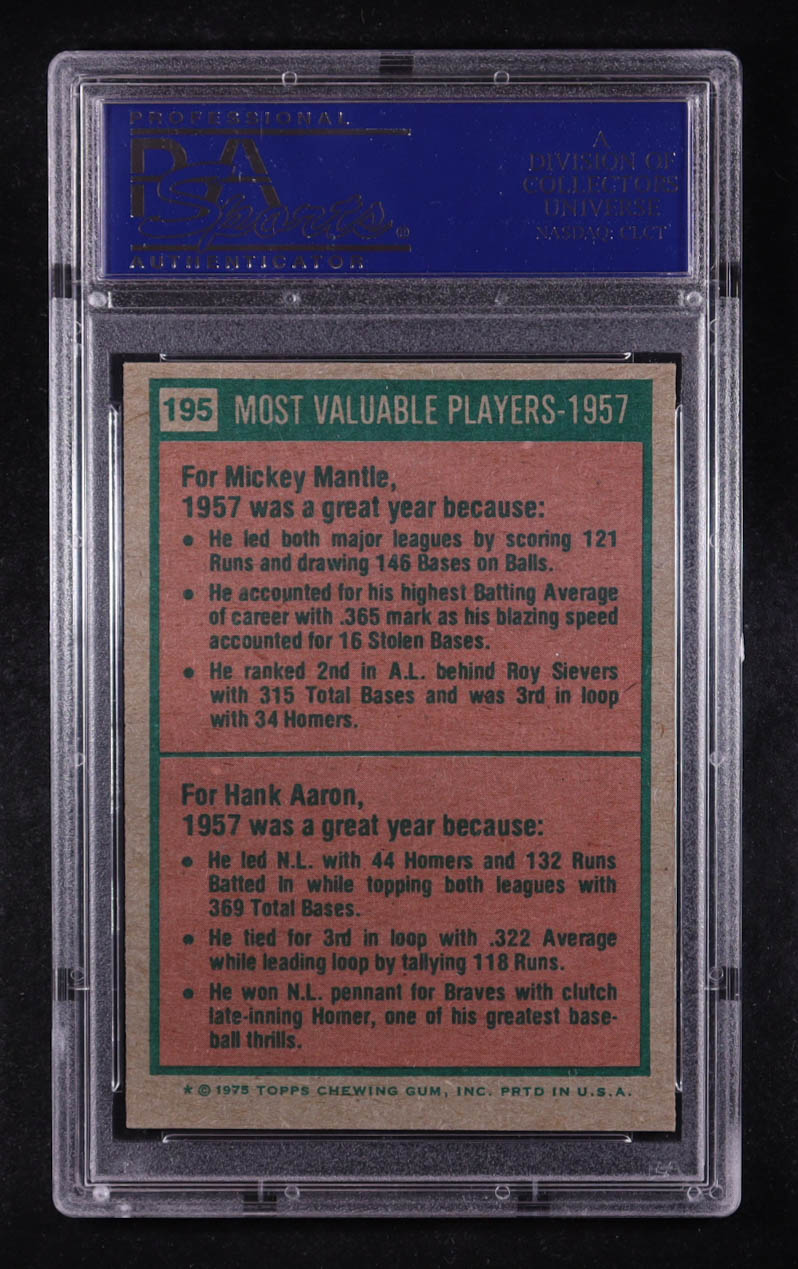 PROFESSIONAL
PSA
Sports
AUTHENTICATOR
A
DIVISION OF
COLLECTORS
UNIVERSE
NASDAQ: CLCT
195 MOST VALUABLE PLAYERS-1957
For Mickey Mantle,
1957 was a great year because:
• He led both major leagues by scoring 121
Runs and drawing 146 Bases on Balls.
• He accounted for his highest Batting Average
of career with .365 mark as his blazing speed
accounted for 16 Stolen Bases.
• He ranked 2nd in A.L. behind Roy Sievers
with 315 Total Bases and was 3rd in loop
with 34 Homers.
For Hank Aaron,
1957 was a great year because:
• He led N.L. with 44 Homers and 132 Runs
Batted In while topping both leagues with
369 Total Bases.
• He tied for 3rd in loop with .322 Average
while leading loop by tallying 118 Runs.
• He won N.L. pennant for Braves with clutch
late-inning Homer, one of his greatest base-
ball thrills.
* © 1975 TOPPS CHEWING GUM, INC. PRTD IN U.S.A.
PSA